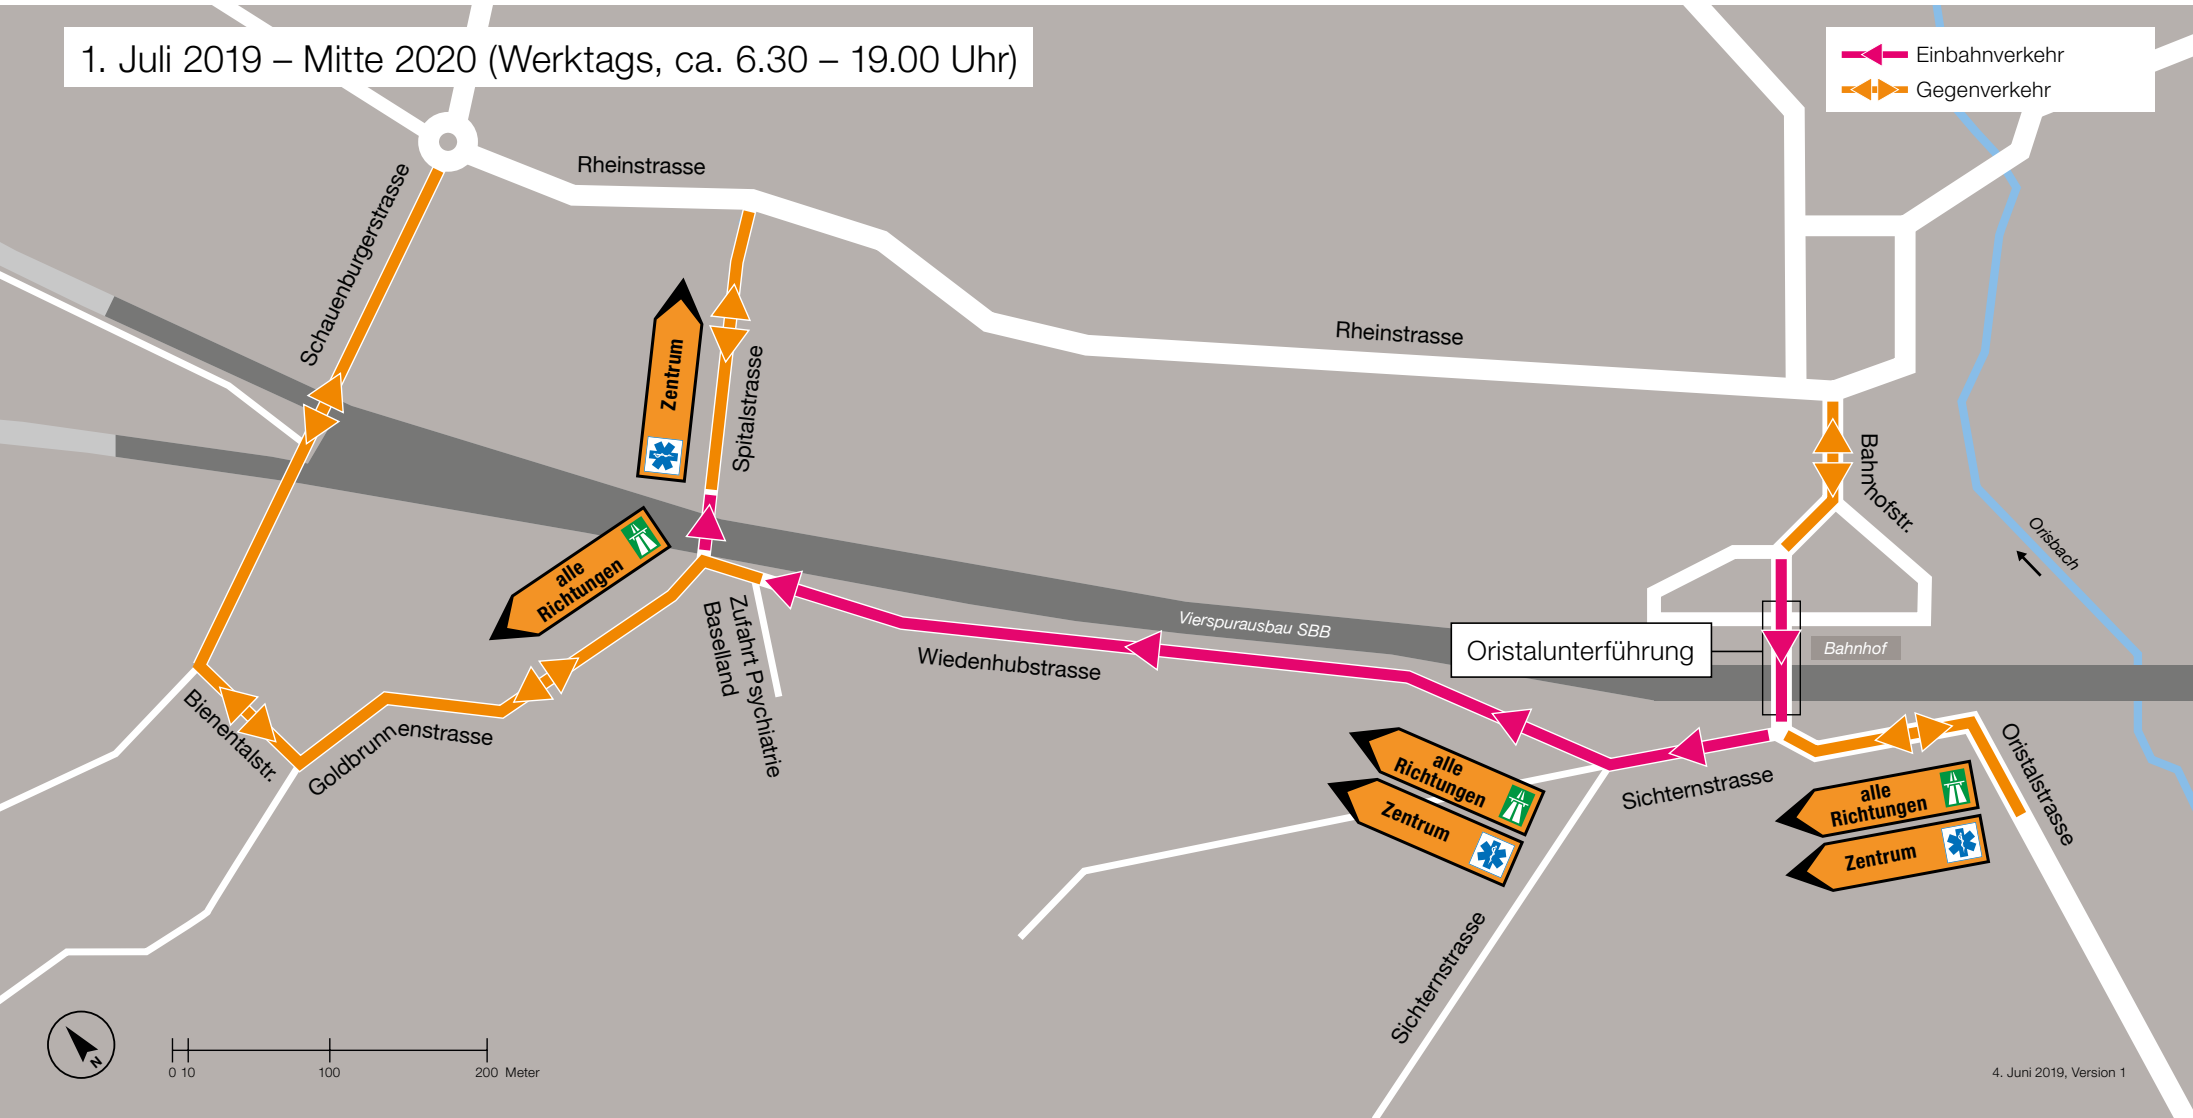 1. Juli 2019 – Mitte 2020 (Werktags, ca. 6.30 – 19.00 Uhr)
Einbahnverkehr
Gegenverkehr
Rheinstrasse
Schauenburgerstrasse
Rheinstrasse
Zentrum
Spitalstrasse
Bahnhofstr.
Orisbach
alle
Richtungen
Zufahrt Psychiatrie
Baselland
Vierspurausbau SBB
Wiedenhubstrasse
Oristalunterführung
Bahnhof
Bienentalstr.
Goldbrunnenstrasse
alle
Richtungen
Zentrum
Sichternstrasse
alle
Richtungen
Zentrum
Oristalstrasse
Sichternstrasse
N
0 10 100 200 Meter
4. Juni 2019, Version 1